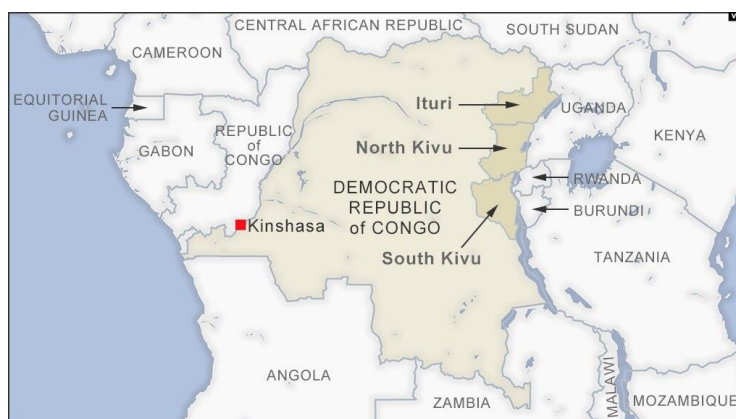 CENTRAL AFRICAN REPUBLIC
SOUTH SUDAN
CAMEROON
EQUITORIAL
GUINEA
Ituri
UGANDA
REPUBLIC
of
CONGO
North Kivu
KENYA
GABON
RWANDA
DEMOCRATIC
REPUBLIC
of CONGO
BURUNDI
Kinshasa
South Kivu
TANZANIA
ANGOLA
ZAMBIA
MALAWI
MOZAMBIQUE